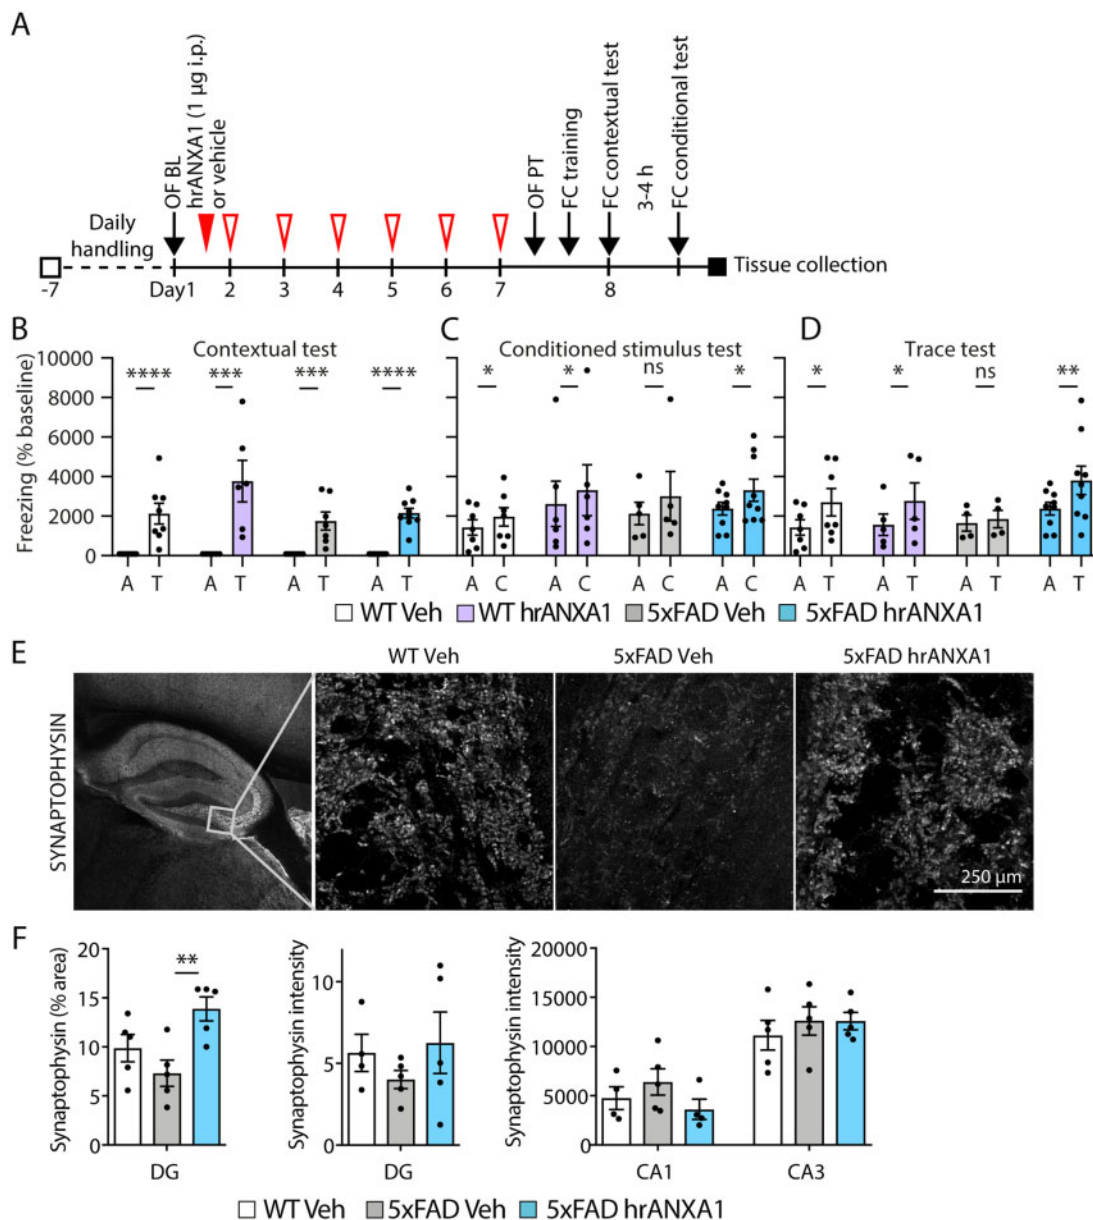 A
OF BL
hrANXA1 (1 µg i.p.)
or vehicle
OF PT
FC training
FC contextual test
3-4 h
FC conditional test
Daily
handling
-7
Day1
2
3
4
5
6
7
8
Tissue collection
B
C
D
Contextual test
Conditioned stimulus test
Trace test
Freezing (% baseline)
10000
8000
6000
4000
2000
0
**** *** *** ****
* * ns *
* * ns **
A T A T A T A T
A C A C A C A C
A T A T A T A T
WT Veh WT hrANXA1 5xFAD Veh 5xFAD hrANXA1
E
WT Veh 5xFAD Veh 5xFAD hrANXA1
SYNAPTOPHYSIN
250 µm
F
Synaptophysin (% area)
20
15
10
5
0
**
DG
Synaptophysin intensity
10
5
0
DG
Synaptophysin intensity
20000
15000
10000
5000
0
CA1 CA3
WT Veh 5xFAD Veh 5xFAD hrANXA1